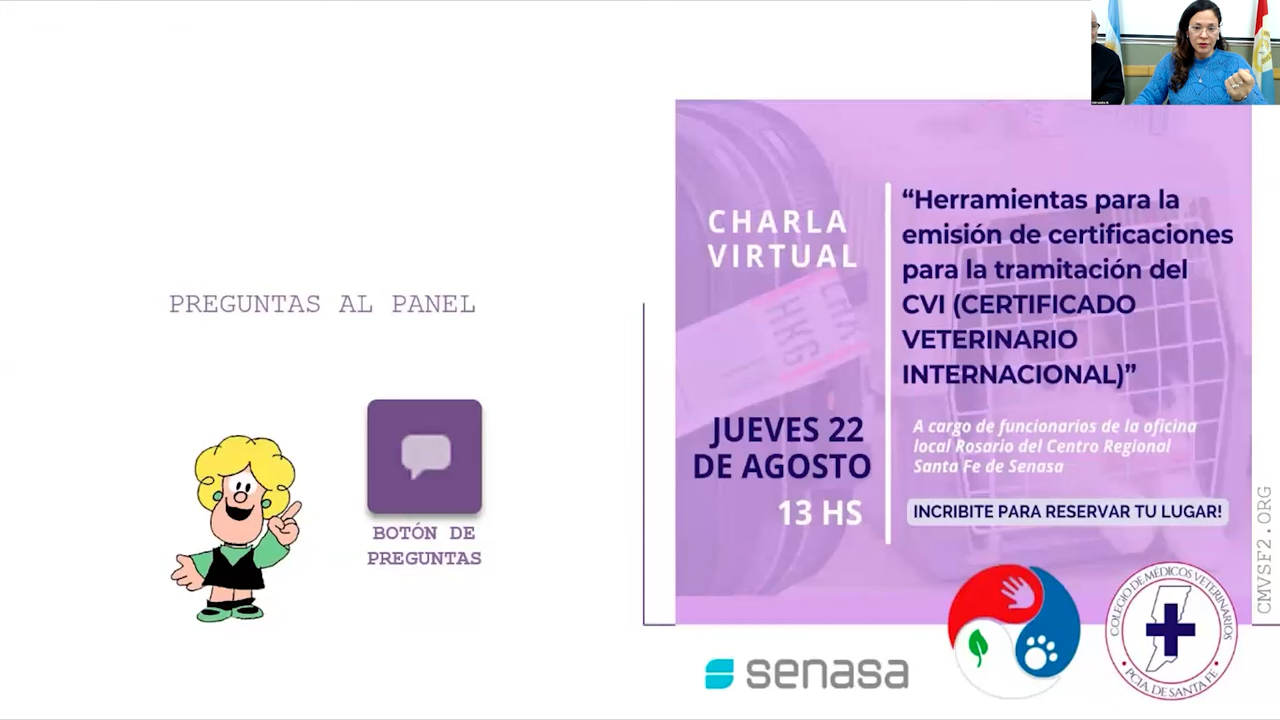 PREGUNTAS AL PANEL
BOTÓN DE
PREGUNTAS
CHARLA
VIRTUAL
JUEVES 22
DE AGOSTO
13 HS
“Herramientas para la
emisión de certificaciones
para la tramitación del
CVI (CERTIFICADO
VETERINARIO
INTERNACIONAL)”
A cargo de funcionarios de la oficina
local Rosario del Centro Regional
Santa Fe de Senasa
INCRIBITE PARA RESERVAR TU LUGAR!
HKG
CMVSF2.ORG
senasa
COLEGIO DE MÉDICOS VETERINARIOS
PCIA DE SANTA FE